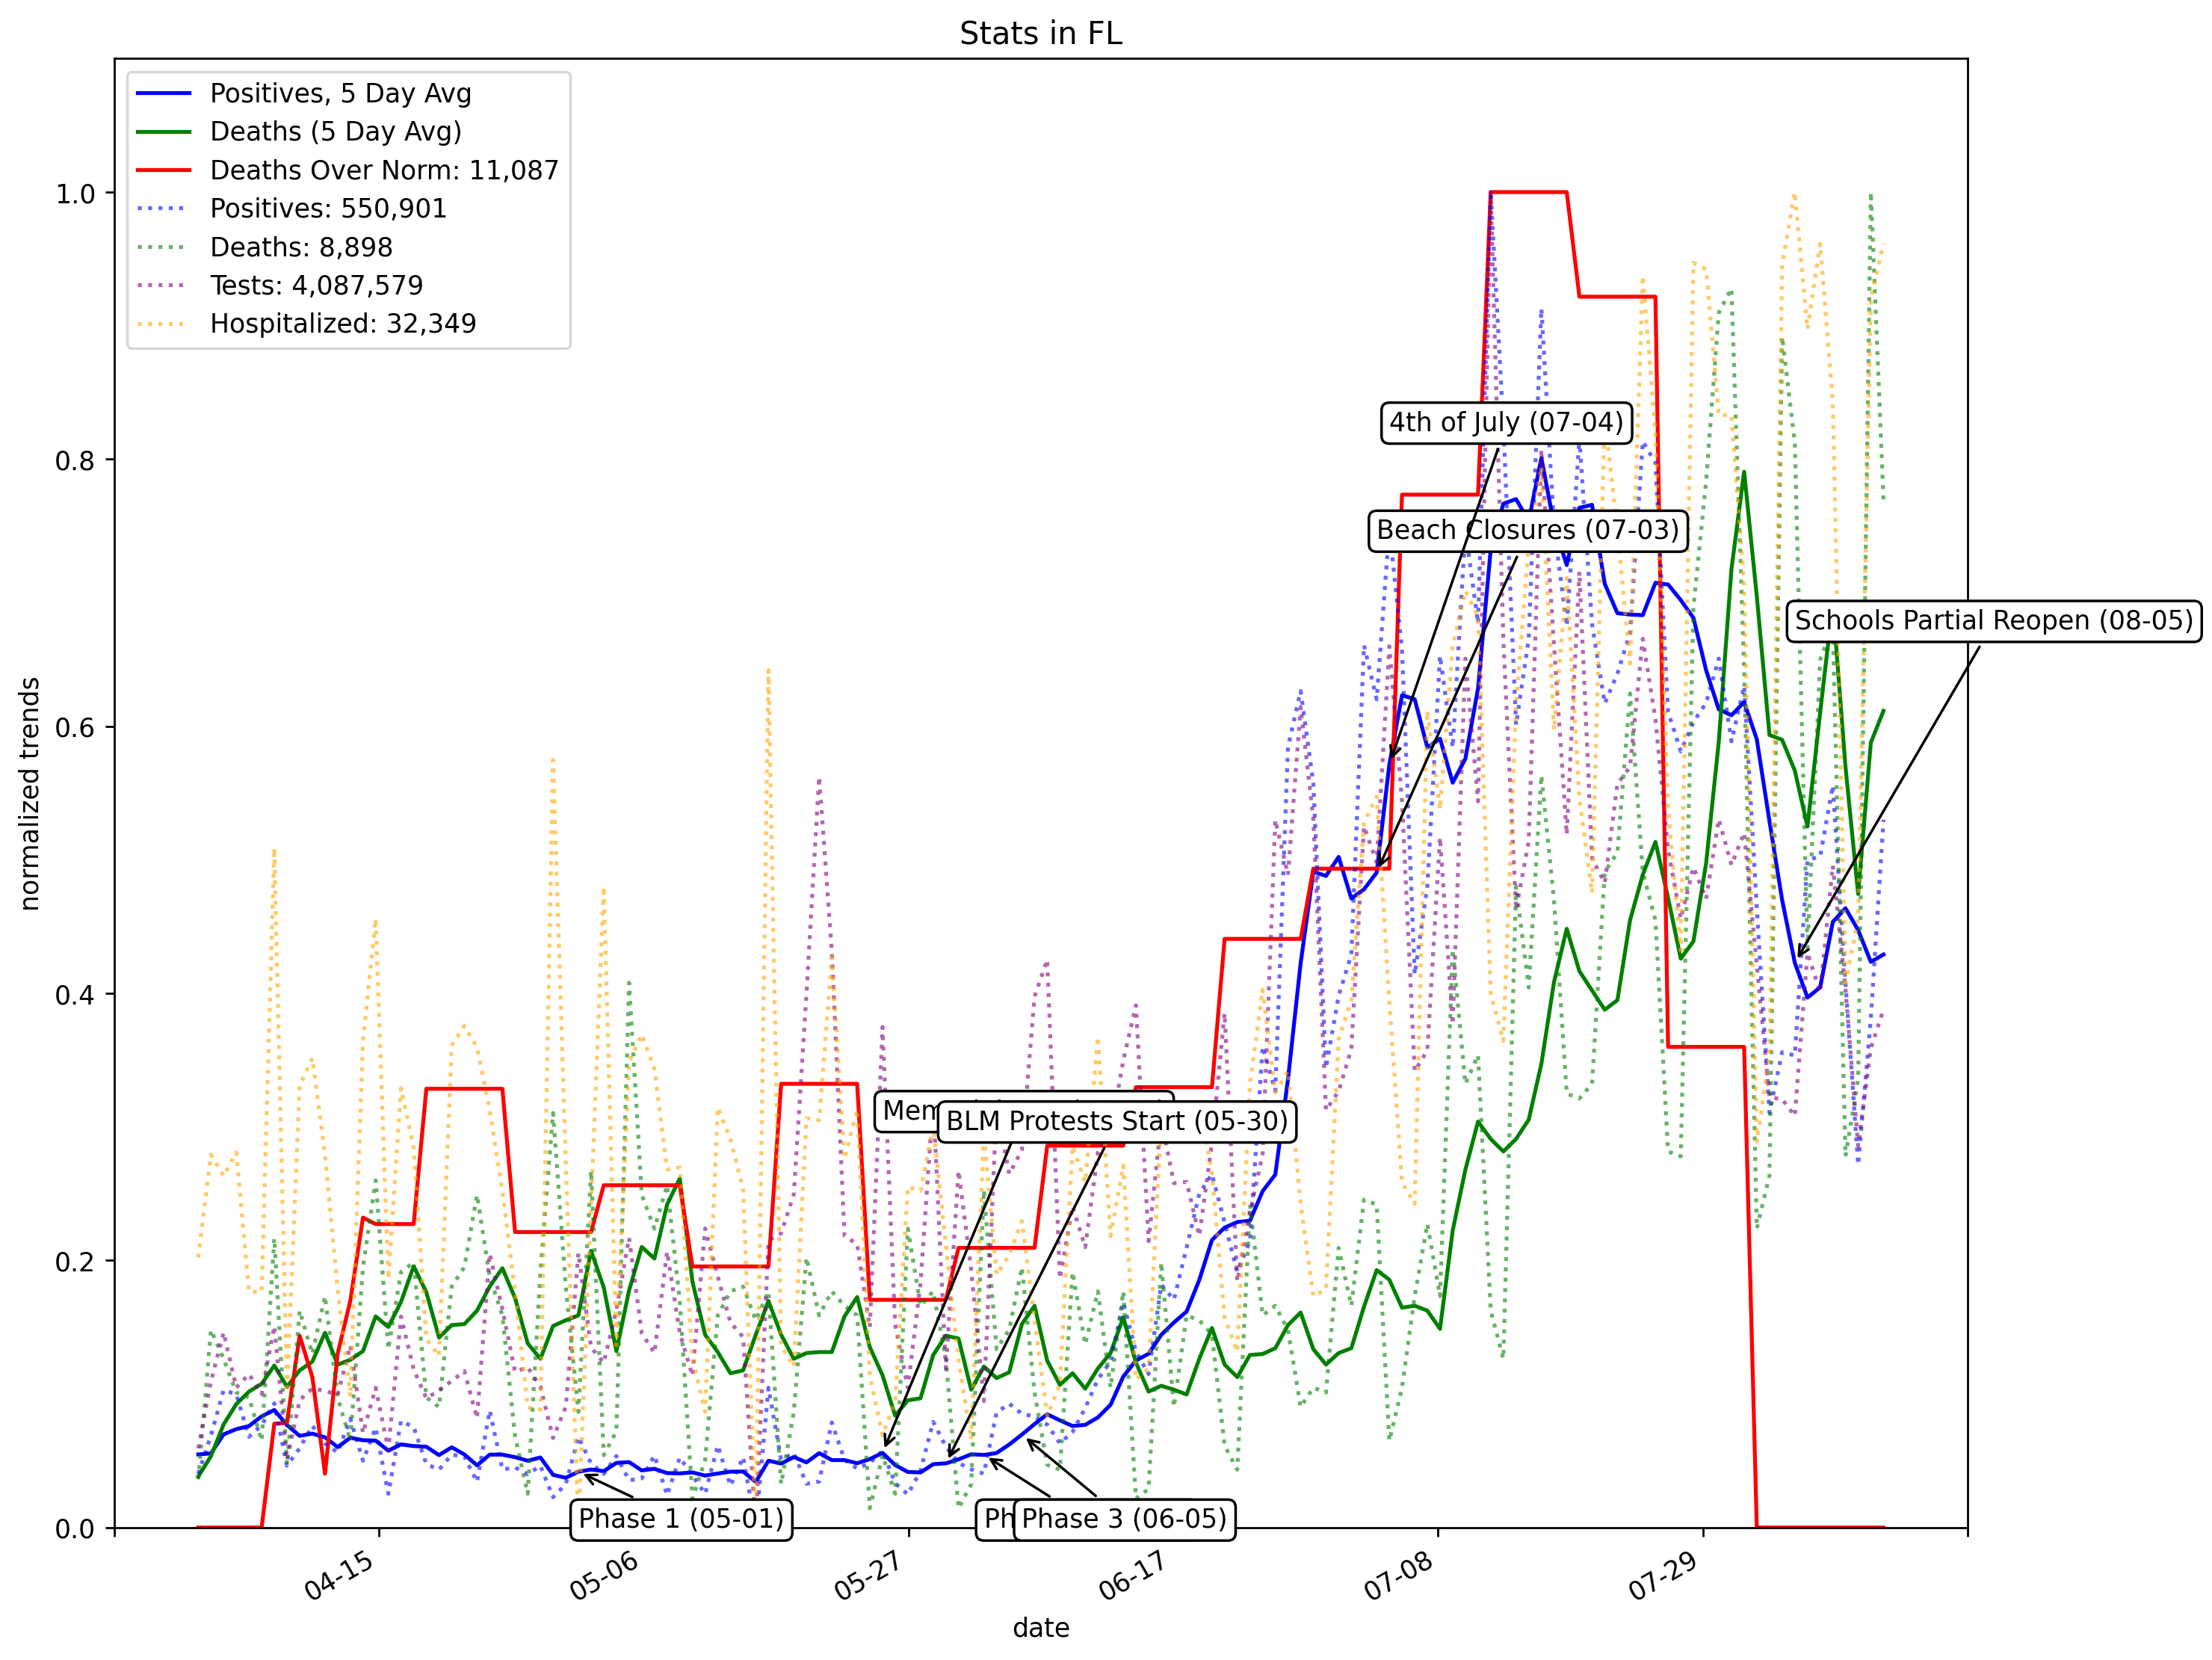 Stats in FL
Positives, 5 Day Avg
Deaths (5 Day Avg)
Deaths Over Norm: 11,087
Positives: 550,901
Deaths: 8,898
Tests: 4,087,579
Hospitalized: 32,349
1.0
0.8
0.6
0.4
0.2
0.0
normalized trends
4th of July (07-04)
Beach Closures (07-03)
Schools Partial Reopen (08-05)
BLM Protests Start (05-30)
Phase 1 (05-01)
Phase 3 (06-05)
04-15
05-06
05-27
06-17
07-08
07-29
date